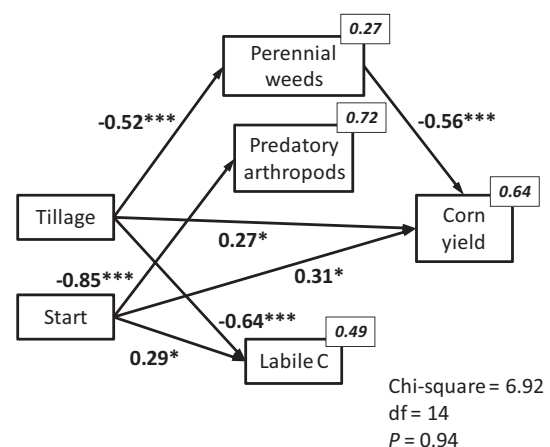 0.27
Perennial
weeds
-0.52***
0.72
-0.56***
Predatory
arthropods
0.64
Tillage
Corn
yield
0.27*
-0.85***
0.31*
Start
-0.64***
0.49
0.29*
Labile C
Chi-square = 6.92
df = 14
P = 0.94